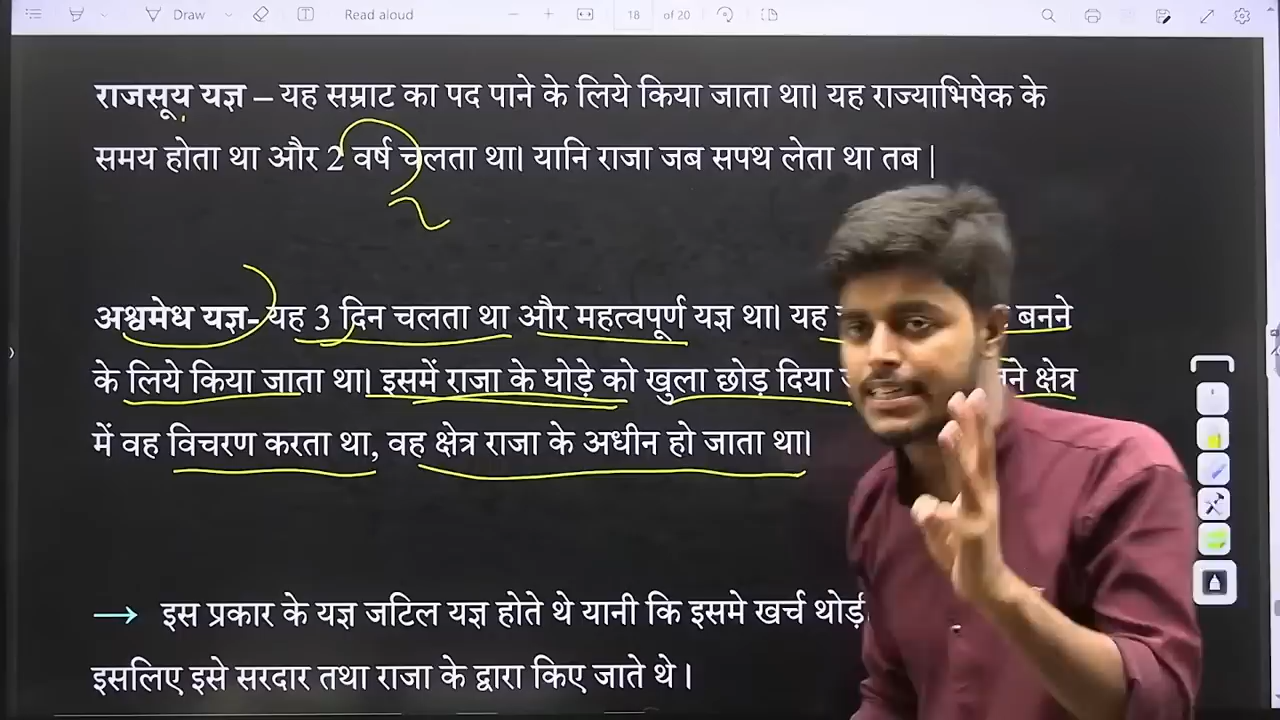 Draw
Read aloud
18 of 20
राजसूय यज्ञ – यह सम्राट का पद पाने के लिये किया जाता था। यह राज्याभिषेक के
समय होता था और 2 वर्ष चलता था। यानि राजा जब सपथ लेता था तब |
अश्वमेध यज्ञ- यह 3 दिन चलता था और महत्वपूर्ण यज्ञ था। यह बनने
के लिये किया जाता था। इसमें राजा के घोड़े को खुला छोड़ दिया क्षेत्र
में वह विचरण करता था, वह क्षेत्र राजा के अधीन हो जाता था।
→ इस प्रकार के यज्ञ जटिल यज्ञ होते थे यानी कि इसमे खर्च थोड़ी
इसलिए इसे सरदार तथा राजा के द्वारा किए जाते थे ।